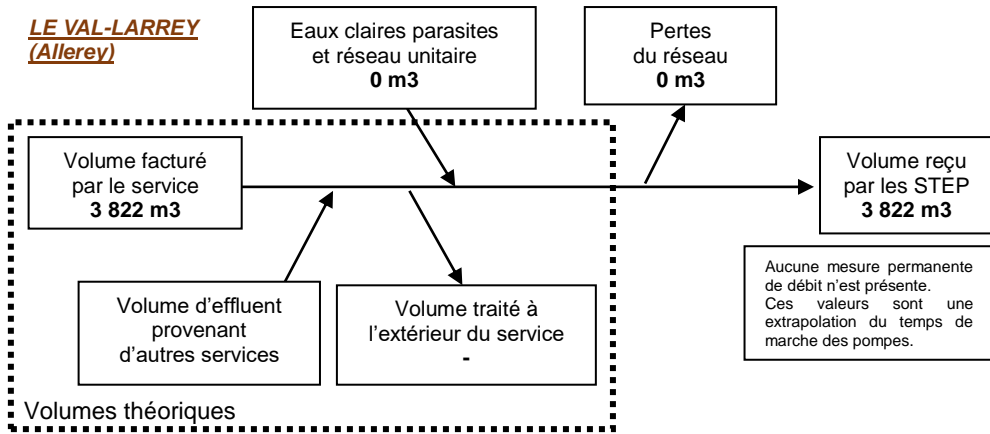 LE VAL-LARREY
(Allerey)
Eaux claires parasites
et réseau unitaire
0 m3
Pertes
du réseau
0 m3
Volume facturé
par le service
3 822 m3
Volume reçu
par les STEP
3 822 m3
Volume d’effluent
provenant
d’autres services
Volume traité à
l’extérieur du service
-
Aucune mesure permanente
de débit n’est présente.
Ces valeurs sont une
extrapolation du temps de
marche des pompes.
Volumes théoriques